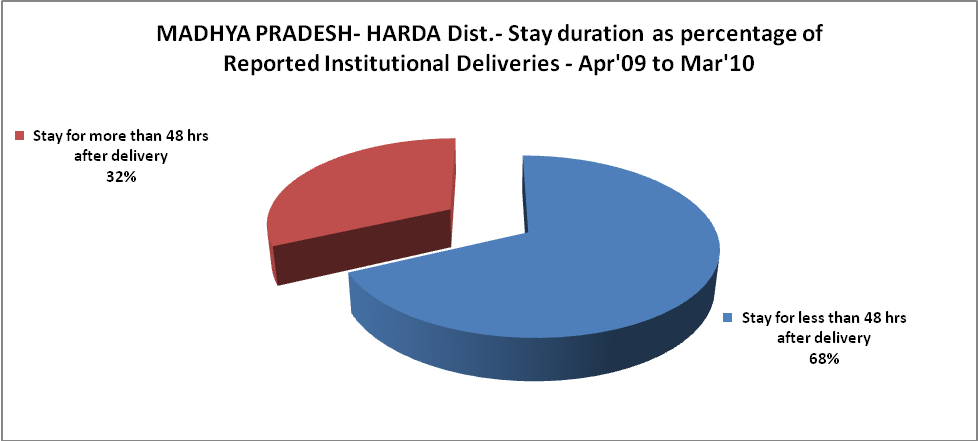 MADHYA PRADESH- HARDA Dist.- Stay duration as percentage of
Reported Institutional Deliveries - Apr'09 to Mar'10
Stay for more than 48 hrs
after delivery
32%
Stay for less than 48 hrs
after delivery
68%